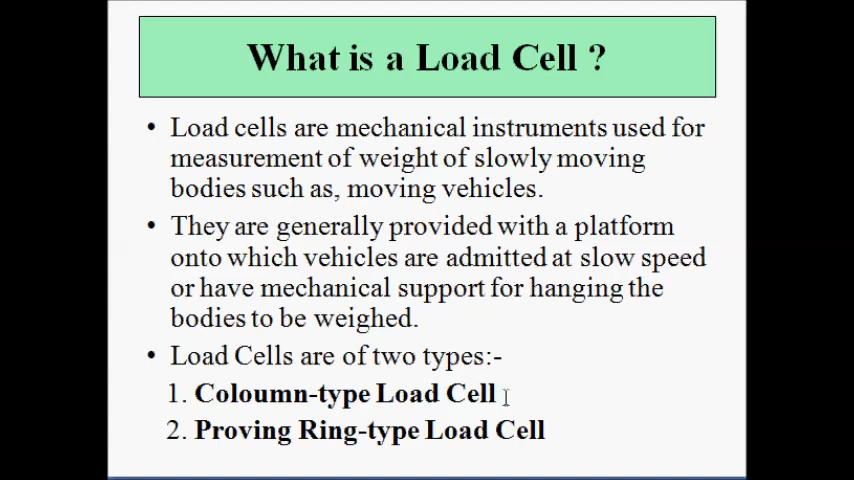 What is a Load Cell ?
• Load cells are mechanical instruments used for
measurement of weight of slowly moving
bodies such as, moving vehicles.
• They are generally provided with a platform
onto which vehicles are admitted at slow speed
or have mechanical support for hanging the
bodies to be weighed.
• Load Cells are of two types:-
1. Coloumn-type Load Cell
2. Proving Ring-type Load Cell